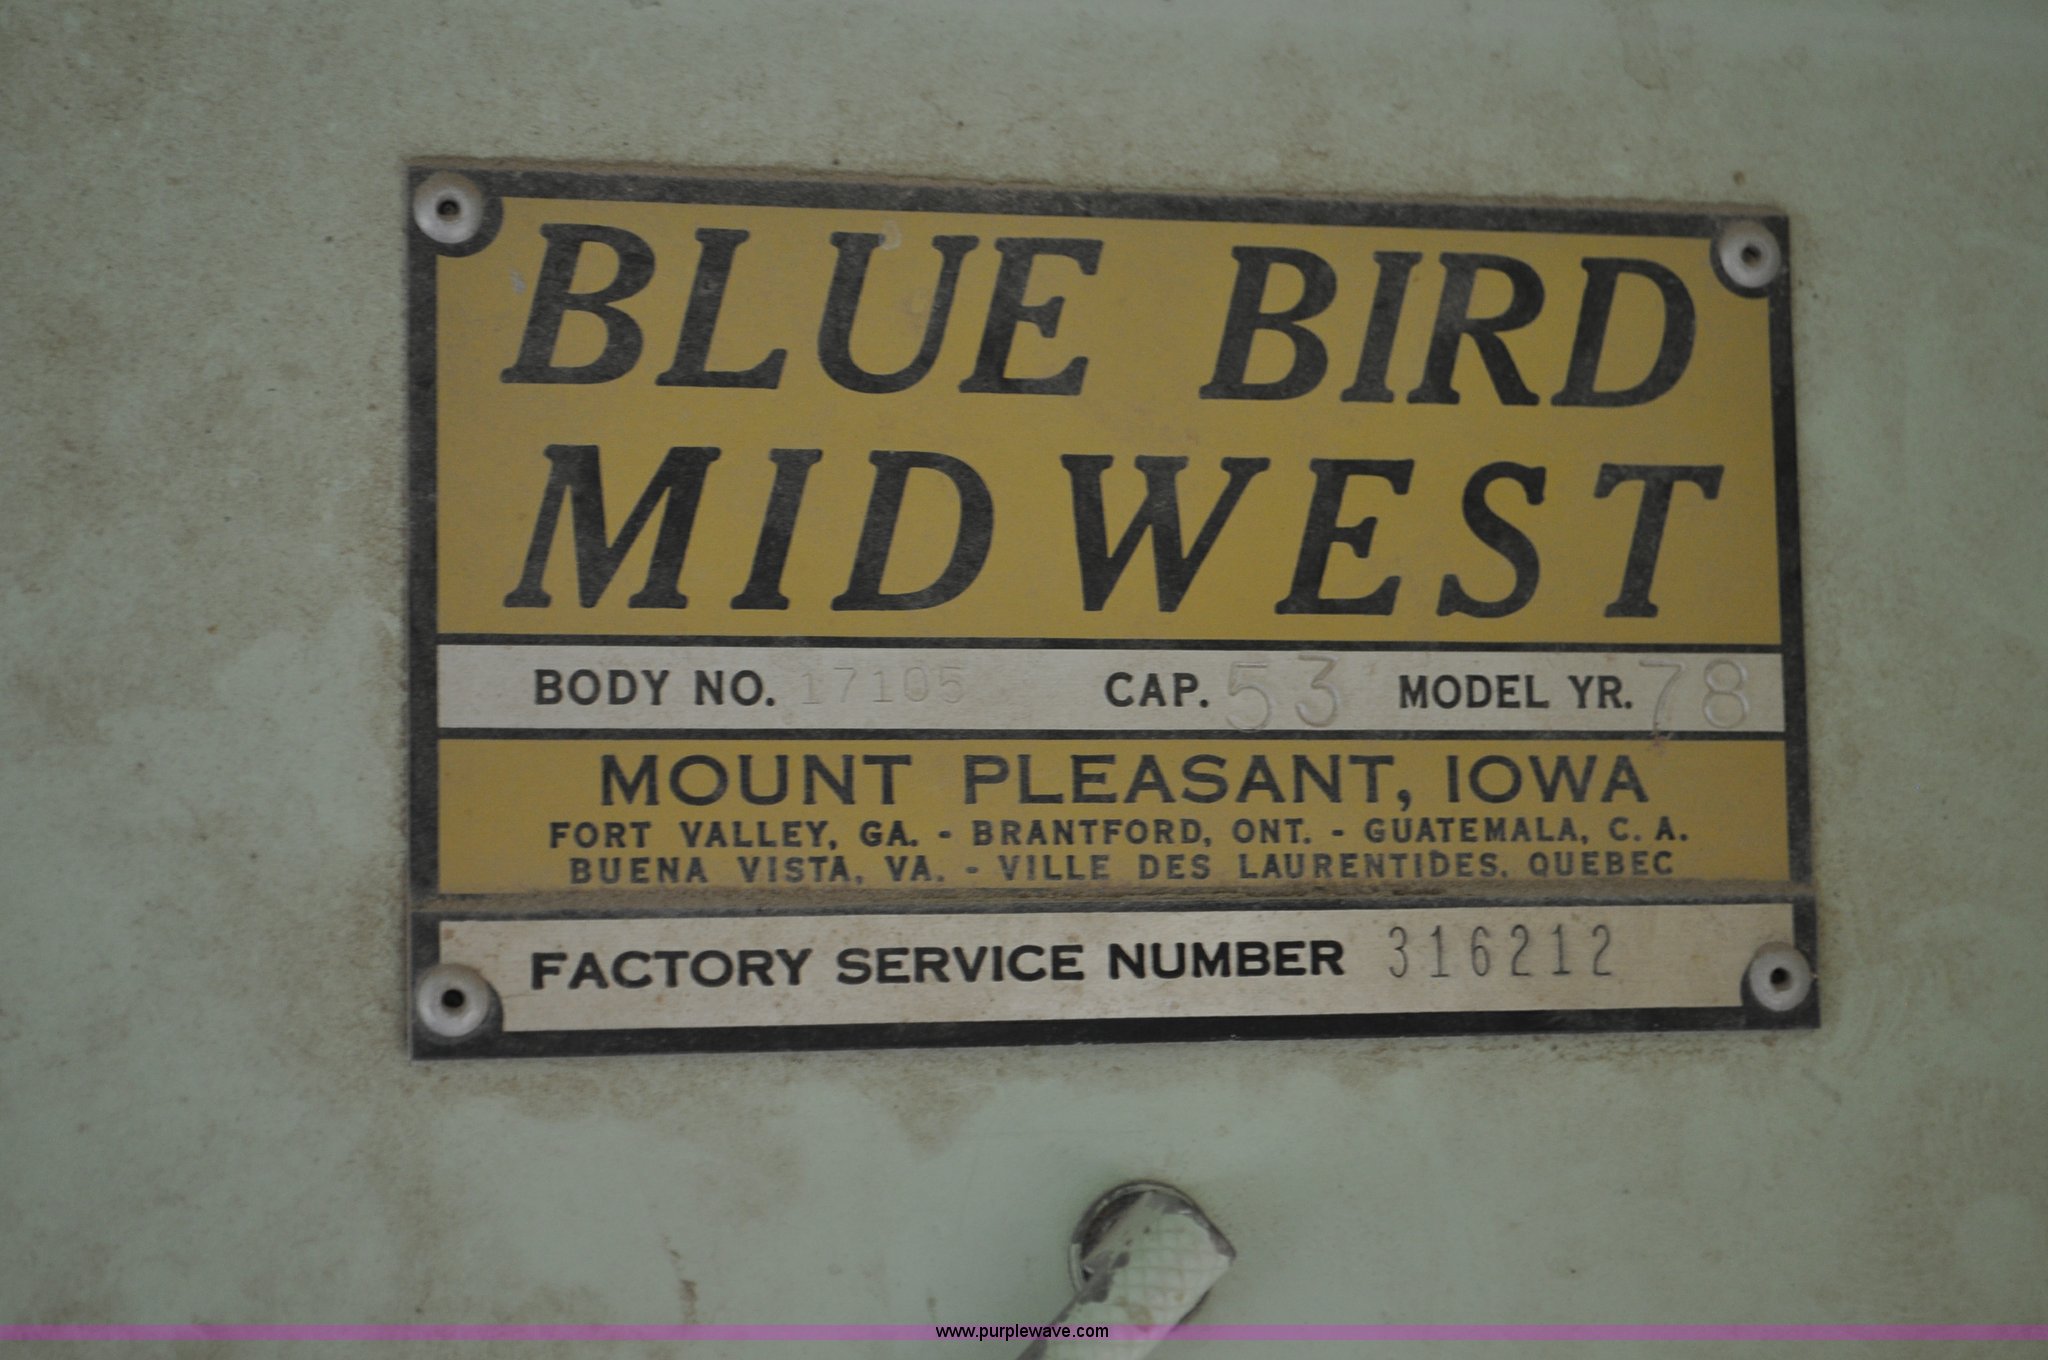 BLUE BIRD
MIDWEST
BODY NO. 17105 CAP. 53 MODEL YR. 78
MOUNT PLEASANT, IOWA
FORT VALLEY, GA. - BRANTFORD, ONT. - GUATEMALA, C. A.
BUENA VISTA, VA. - VILLE DES LAURENTIDES, QUEBEC
FACTORY SERVICE NUMBER 316212
www.purplewave.com